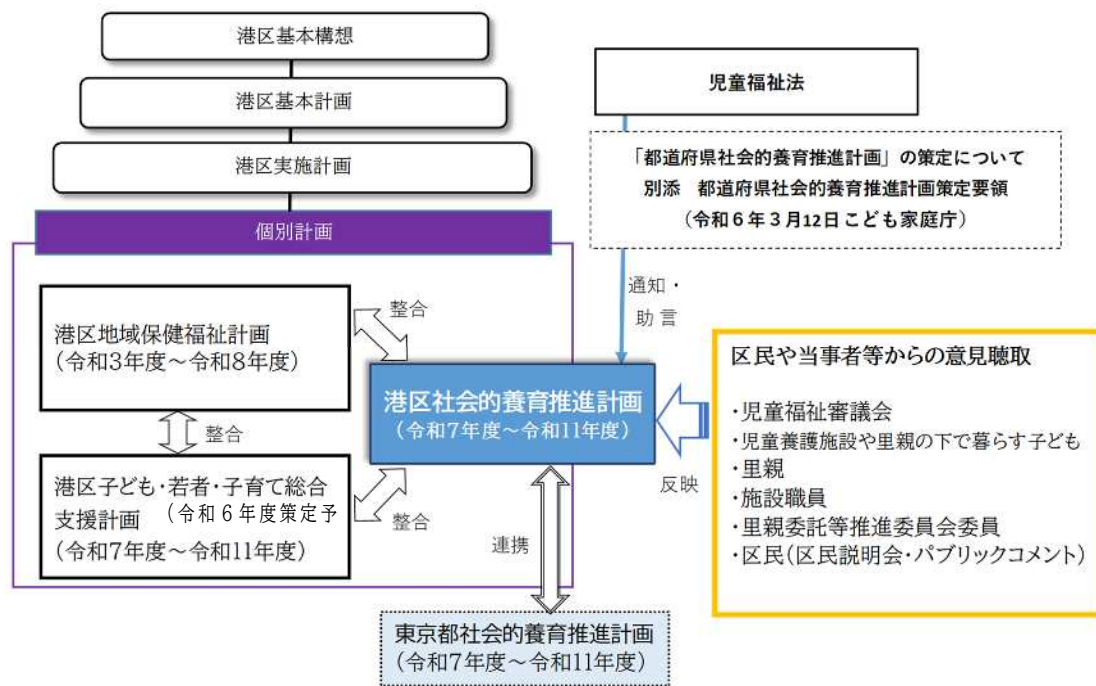 港区基本構想
港区基本計画
港区実施計画
個別計画
港区地域保健福祉計画
(令和3年度～令和8年度)
整合
整合
港区子ども・若者・子育て総合
支援計画 (令和６年度策定予
(令和7年度～令和11年度)
整合
児童福祉法
「都道府県社会的養育推進計画」の策定について
別添 都道府県社会的養育推進計画策定要領
(令和６年３月12日こども家庭庁)
通知・
助言
港区社会的養育推進計画
(令和7年度～令和11年度)
反映
区民や当事者等からの意見聴取
・児童福祉審議会
・児童養護施設や里親の下で暮らす子ども
・里親
・施設職員
・里親委託等推進委員会委員
・区民(区民説明会・パブリックコメント)
連携
東京都社会的養育推進計画
(令和7年度～令和11年度)